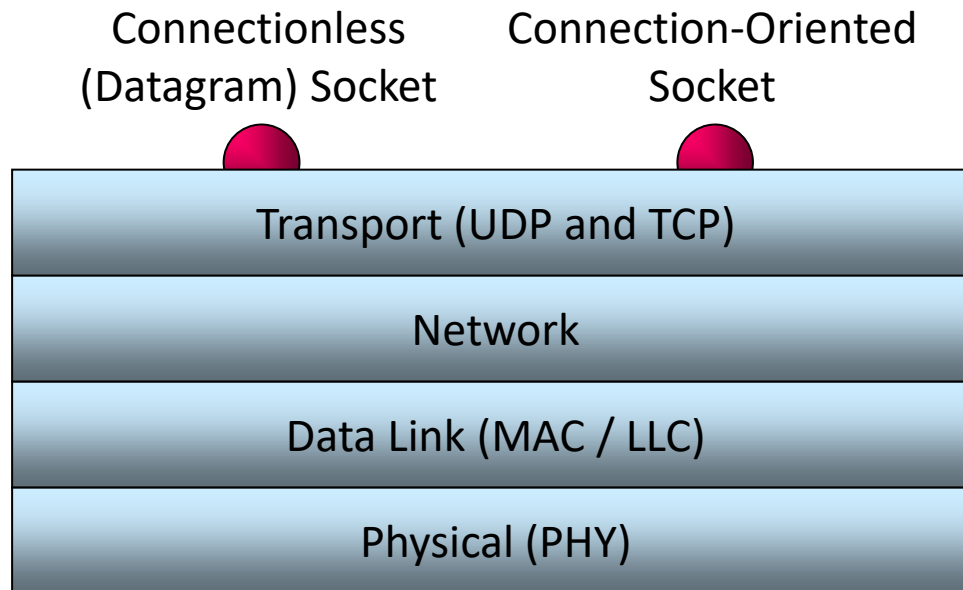 Connectionless
(Datagram) Socket
Connection-Oriented
Socket
Transport (UDP and TCP)
Network
Data Link (MAC / LLC)
Physical (PHY)